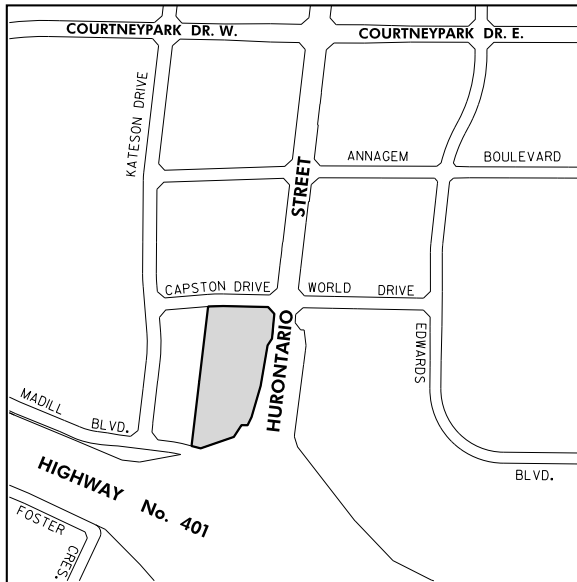 COURTNEYPARK DR. W.
COURTNEYPARK DR. E.
KATESON DRIVE
ANNAGEM BOULEVARD
HURONTARIO STREET
CAPSTON DRIVE
WORLD DRIVE
EDWARDS BLVD.
MADILL BLVD.
HIGHWAY No. 401
FOSTER CRES.